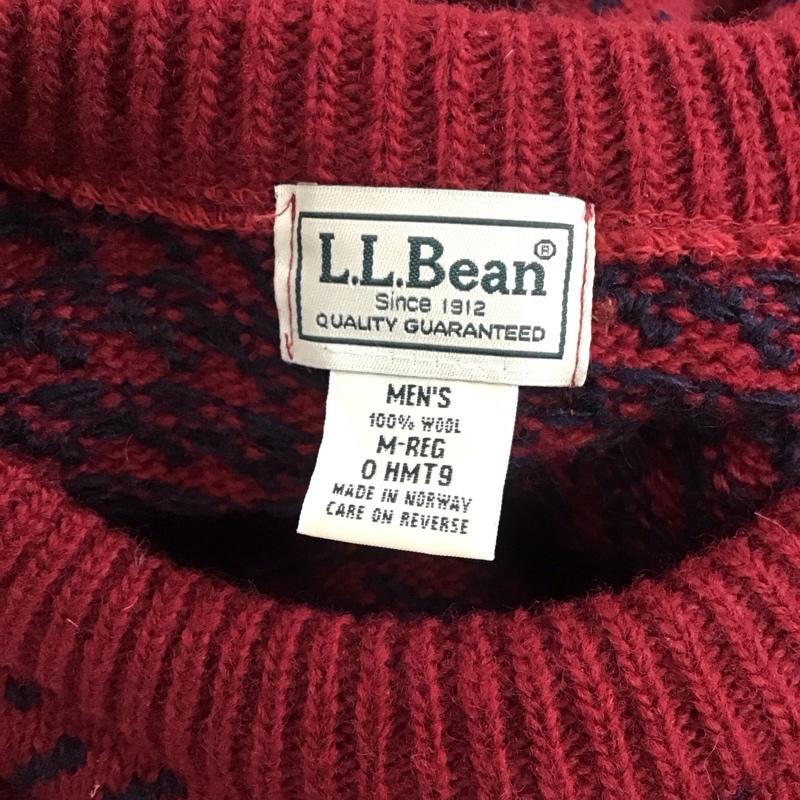 L.L.Bean®
Since 1912
QUALITY GUARANTEED
MEN'S
100% WOOL
M-REG
0 HMT9
MADE IN NORWAY
CARE ON REVERSE